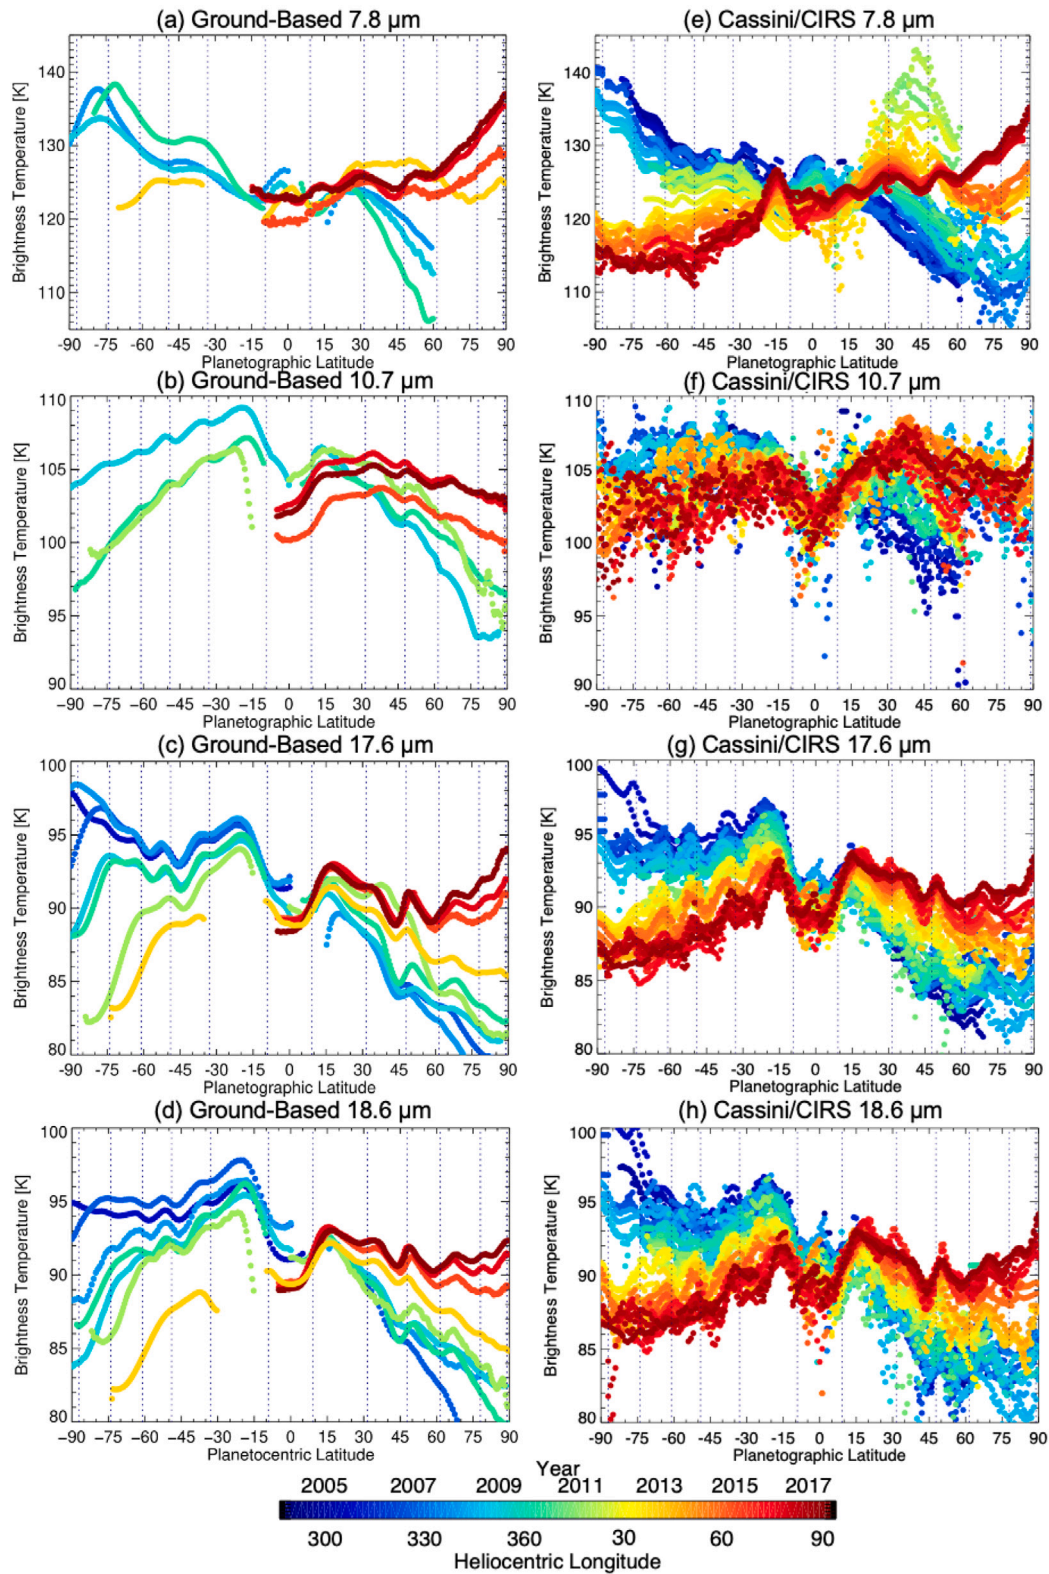 (a) Ground-Based 7.8 µm
Brightness Temperature [K]
140
130
120
110
-90 -75 -60 -45 -30 -15 0 15 30 45 60 75 90
Planetographic Latitude
(e) Cassini/CIRS 7.8 µm
Brightness Temperature [K]
140
130
120
110
-90 -75 -60 -45 -30 -15 0 15 30 45 60 75 90
Planetographic Latitude
(b) Ground-Based 10.7 µm
Brightness Temperature [K]
110
105
100
95
90
−90 −75 −60 −45 −30 −15 0 15 30 45 60 75 90
Planetographic Latitude
(f) Cassini/CIRS 10.7 µm
Brightness Temperature [K]
110
105
100
95
90
-90 -75 -60 -45 -30 -15 0 15 30 45 60 75 90
Planetographic Latitude
(c) Ground-Based 17.6 µm
Brightness Temperature [K]
100
95
90
85
80
−90 −75 −60 −45 −30 −15 0 15 30 45 60 75 90
Planetographic Latitude
(g) Cassini/CIRS 17.6 µm
Brightness Temperature [K]
100
95
90
85
80
-90 -75 -60 -45 -30 -15 0 15 30 45 60 75 90
Planetographic Latitude
(d) Ground-Based 18.6 µm
Brightness Temperature [K]
100
95
90
85
80
−90 −75 −60 −45 −30 −15 0 15 30 45 60 75 90
Planetocentric Latitude
(h) Cassini/CIRS 18.6 µm
Brightness Temperature [K]
100
95
90
85
80
-90 -75 -60 -45 -30 -15 0 15 30 45 60 75 90
Planetographic Latitude
Year
2005 2007 2009 2011 2013 2015 2017
300 330 360 30 60 90
Heliocentric Longitude